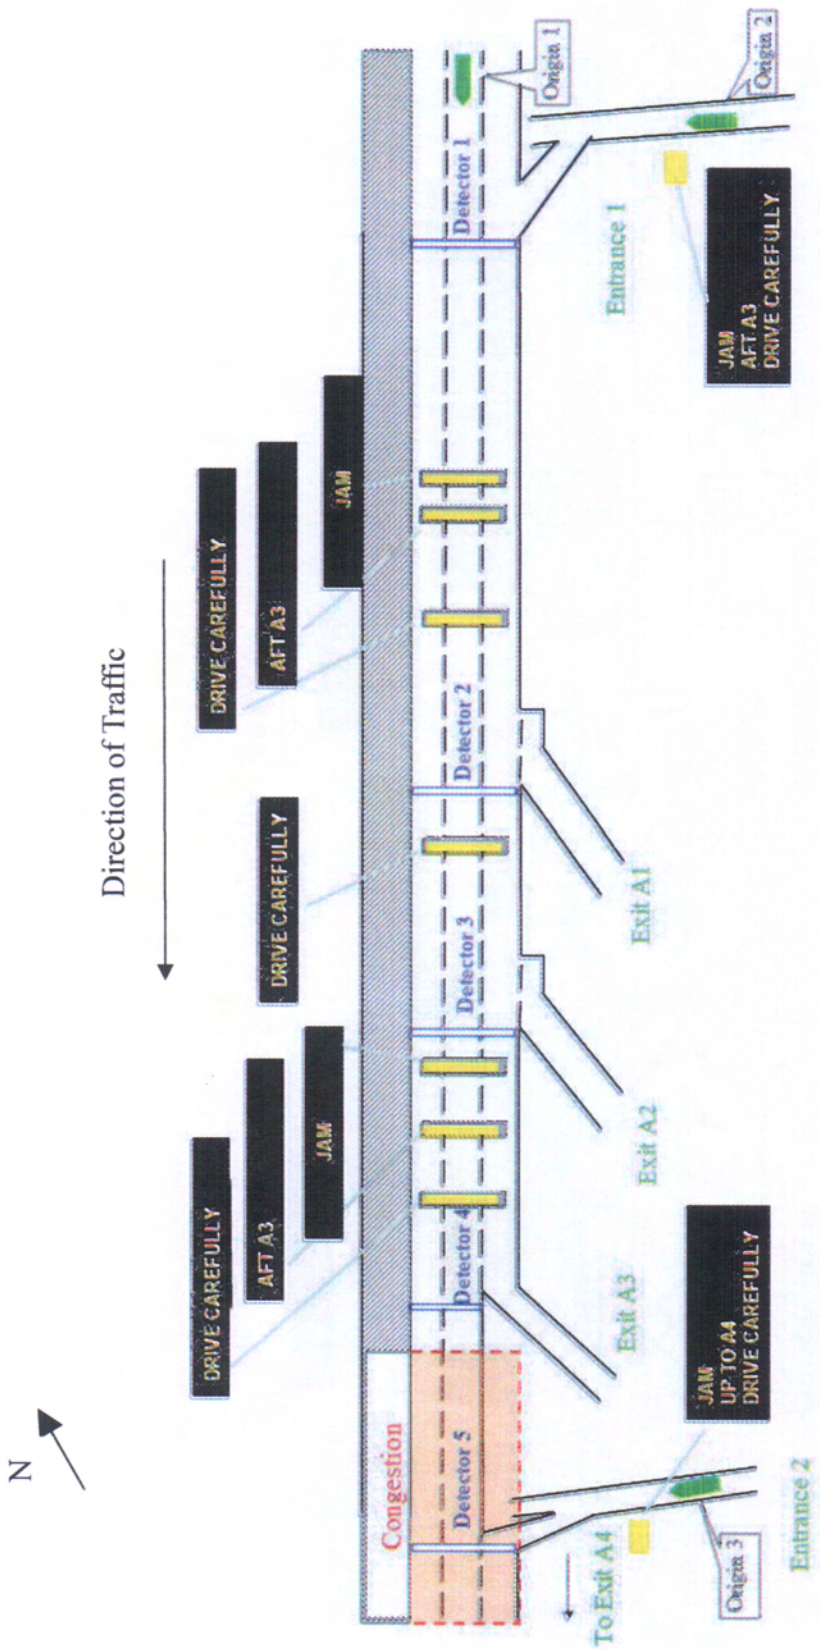 N
Direction of Traffic
DRIVE CAREFULLY
AFT A3
JAM
DRIVE CAREFULLY
DRIVE CAREFULLY
AFT A3
JAM
Congestion
Detector 5
Detector 4
Detector 3
Detector 2
Detector 1
Origin 1
To Exit A4
Exit A3
Exit A2
Exit A1
Entrance 1
Origin 2
JAM
UP TO A4
DRIVE CAREFULLY
JAM
AFT A3
DRIVE CAREFULLY
Origin 3
Entrance 2